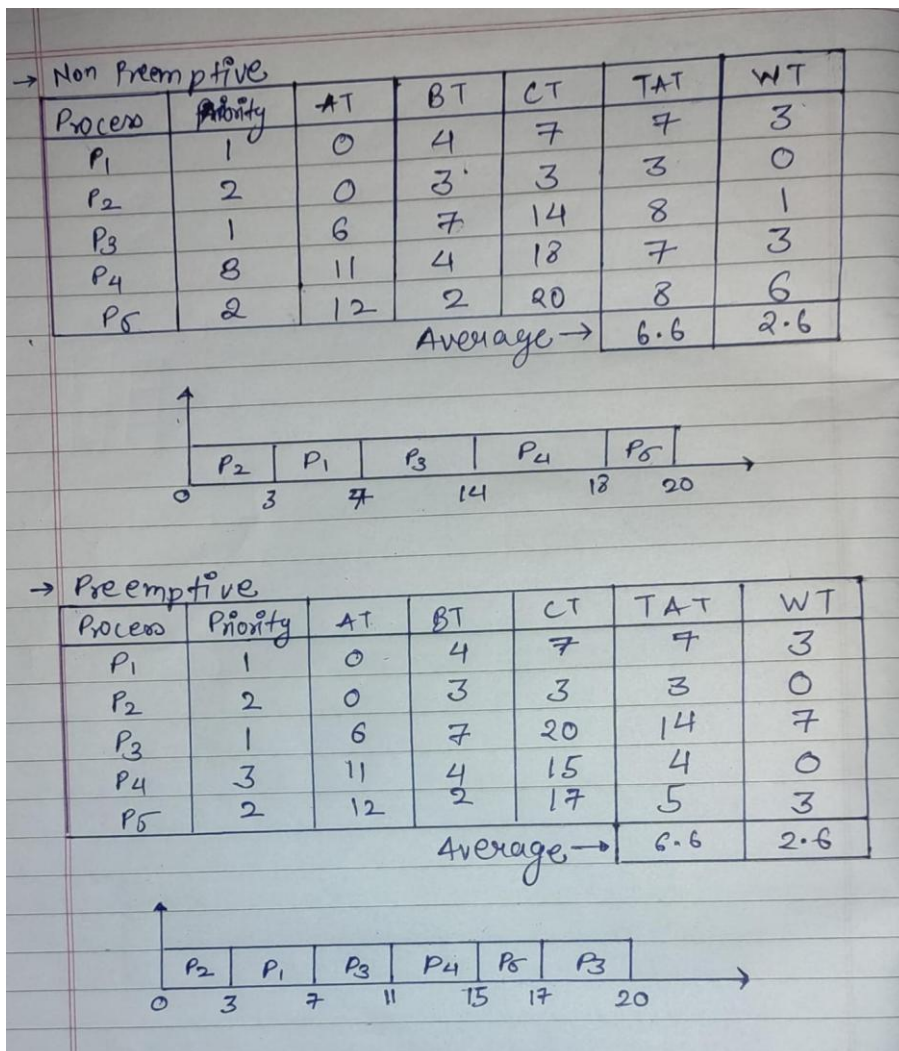 → Non Preemptive
Process Priority AT BT CT TAT WT
P1 1 0 4 7 7 3
P2 2 0 3 3 3 0
P3 1 6 7 14 8 1
P4 3 11 4 18 7 3
P5 2 12 2 20 8 6
Average → 6.6 2.6
P2 P1 P3 P4 P5
0 3 7 14 18 20
→ Preemptive
Process Priority AT BT CT TAT WT
P1 1 0 4 7 7 3
P2 2 0 3 3 3 0
P3 1 6 7 20 14 7
P4 3 11 4 15 4 0
P5 2 12 2 17 5 3
Average → 6.6 2.6
P2 P1 P3 P4 P5 P3
0 3 7 11 15 17 20